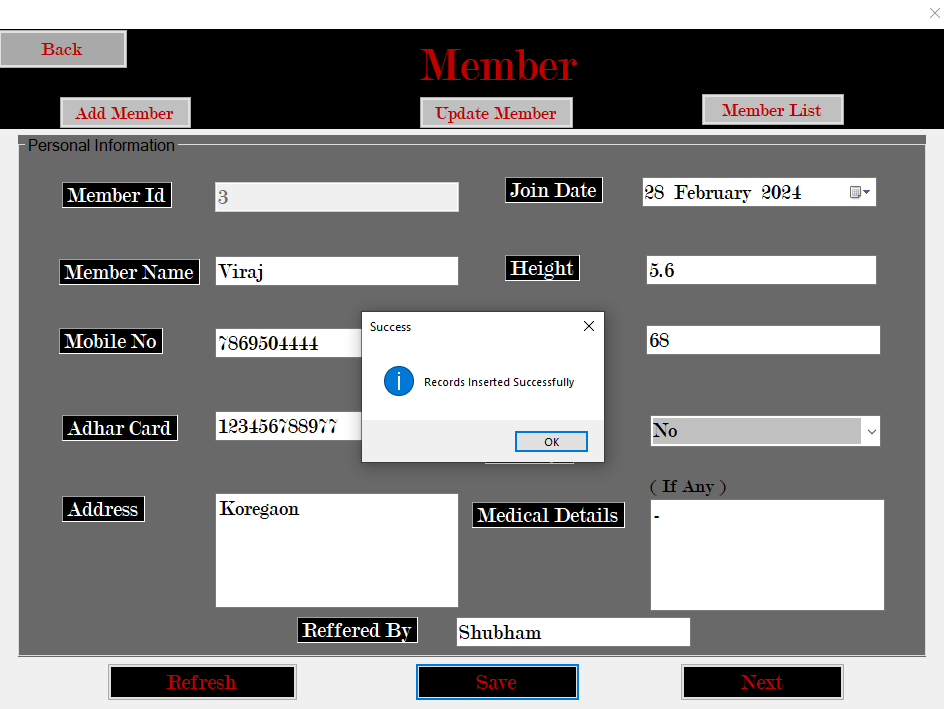 Back
Member
Add Member
Update Member
Member List
Personal Information
Member Id
3
Join Date
28 February 2024
Member Name
Viraj
Height
5.6
Mobile No
7869504444
68
Success
Records Inserted Successfully
OK
Adhar Card
123456788977
No
Address
Koregaon
Medical Details
( If Any )
-
Reffered By
Shubham
Refresh
Save
Next